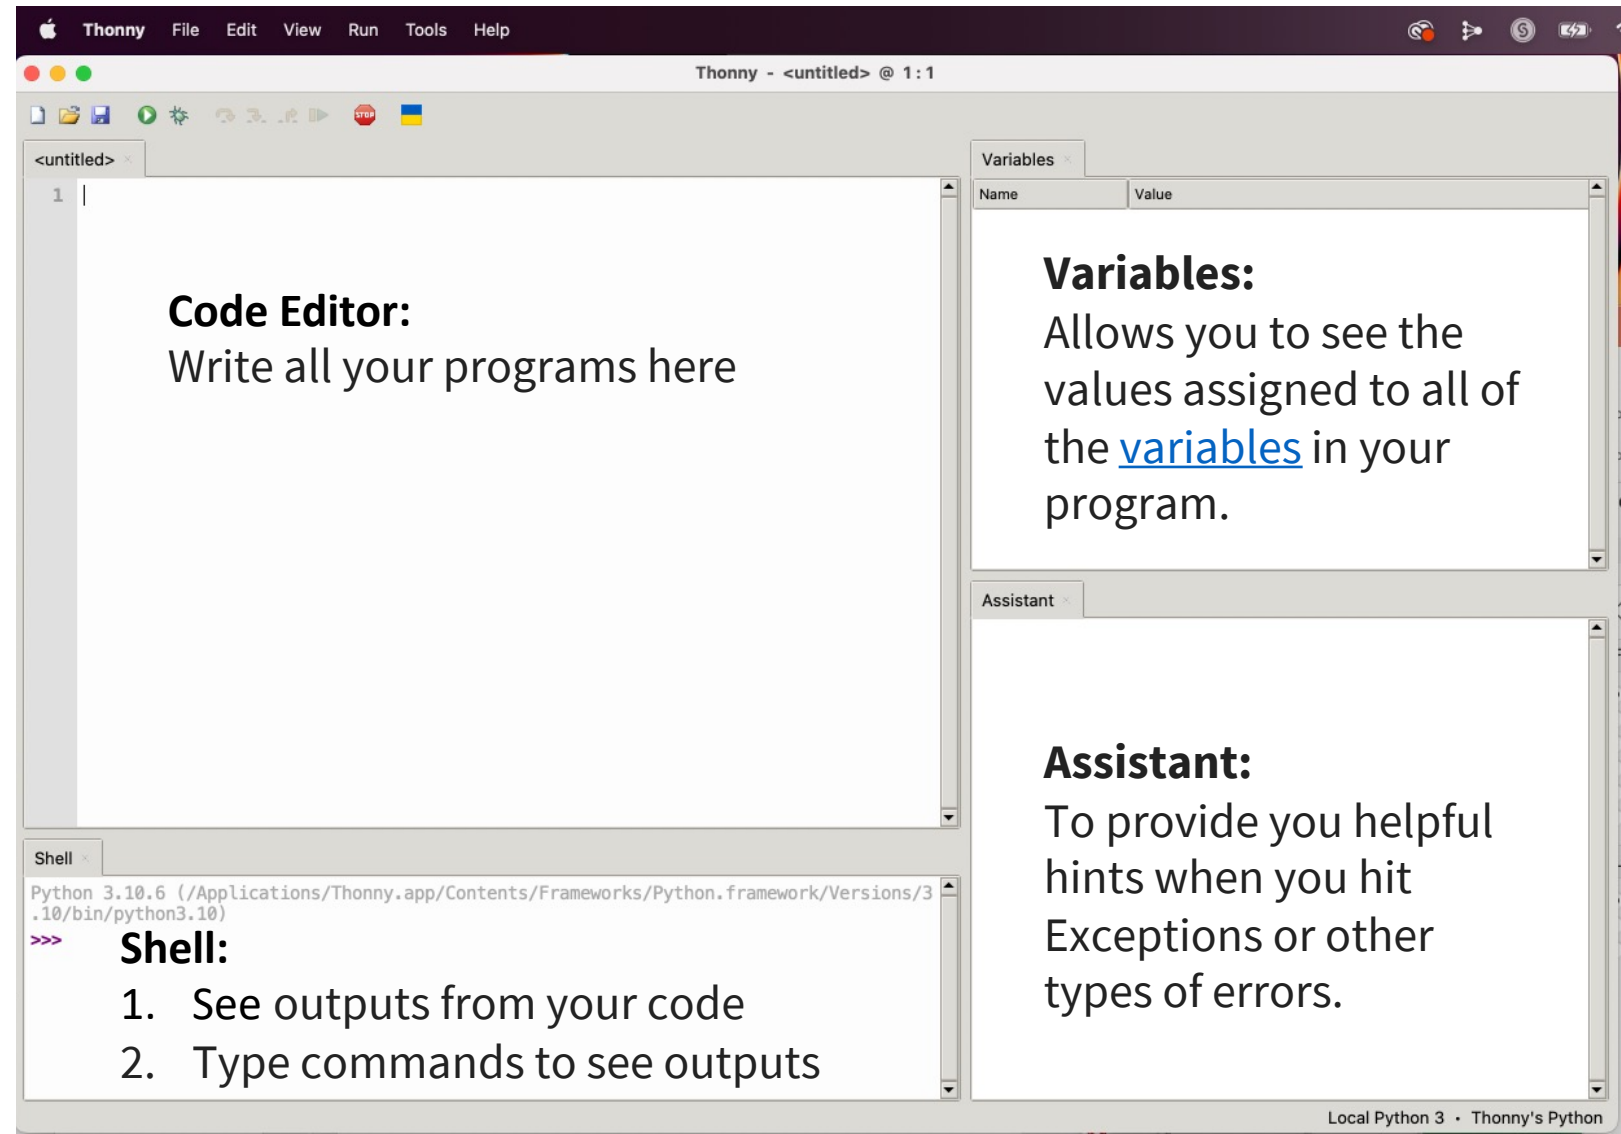 Thonny File Edit View Run Tools Help
Thonny - <untitled> @ 1:1
STOP
<untitled>
1
Code Editor:
Write all your programs here
Variables
Name Value
Variables:
Allows you to see the
values assigned to all of
the variables in your
program.
Assistant
Assistant:
To provide you helpful
hints when you hit
Exceptions or other
types of errors.
Shell
Python 3.10.6 (/Applications/Thonny.app/Contents/Frameworks/Python.framework/Versions/3
.10/bin/python3.10)
>>>
Shell:
1. See outputs from your code
2. Type commands to see outputs
Local Python 3 • Thonny's Python